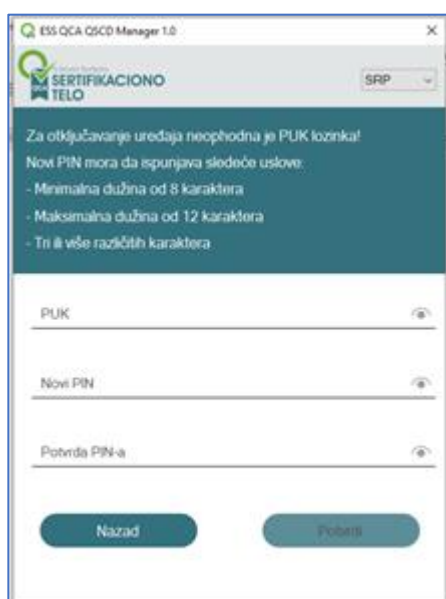 ESS QCA QSCD Manager 1.0
SERTIFIKACIONO
TELO
SRP
Za otključavanje uređaja neophodna je PUK lozinka!
Novi PIN mora da ispunjava sledeće uslove:
- Minimalna dužina od 8 karaktera
- Maksimalna dužina od 12 karaktera
- Tri ili više različitih karaktera
PUK
Novi PIN
Potvrda PIN-a
Nazad
Potvrdi